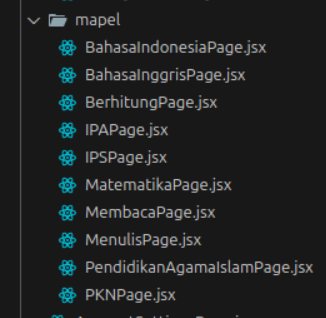 mapel
BahasaIndonesiaPage.jsx
BahasaInggrisPage.jsx
BerhitungPage.jsx
IPAPage.jsx
IPSPage.jsx
MatematikaPage.jsx
MembacaPage.jsx
MenulisPage.jsx
PendidikanAgamaIslamPage.jsx
PKNPage.jsx